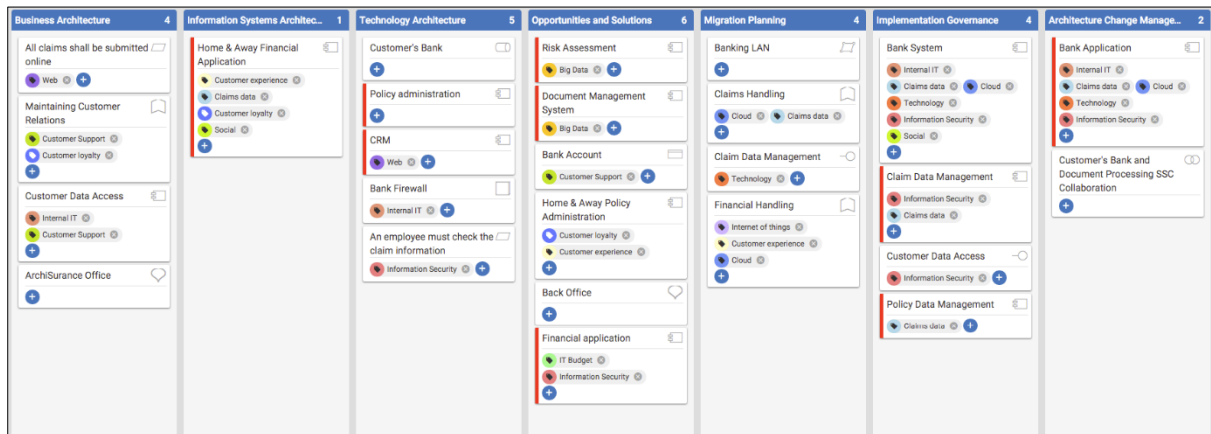 Business Architecture 4
All claims shall be submitted
online
Web
Maintaining Customer
Relations
Customer Support
Customer loyalty
Customer Data Access
Internal IT
Customer Support
ArchiSurance Office
Information Systems Architec... 1
Home & Away Financial
Application
Customer experience
Claims data
Customer loyalty
Social
Technology Architecture 5
Customer's Bank
Policy administration
CRM
Web
Bank Firewall
Internal IT
An employee must check the
claim information
Information Security
Opportunities and Solutions 6
Risk Assessment
Big Data
Document Management
System
Big Data
Bank Account
Customer Support
Home & Away Policy
Administration
Customer loyalty
Customer experience
Back Office
Financial application
IT Budget
Information Security
Migration Planning 4
Banking LAN
Claims Handling
Cloud Claims data
Claim Data Management
Technology
Financial Handling
Internet of things
Customer experience
Cloud
Implementation Governance 4
Bank System
Internal IT
Claims data Cloud
Technology
Information Security
Social
Claim Data Management
Information Security
Claims data
Customer Data Access
Information Security
Policy Data Management
Claims data
Architecture Change Manage... 2
Bank Application
Internal IT
Claims data Cloud
Technology
Information Security
Customer's Bank and
Document Processing SSC
Collaboration